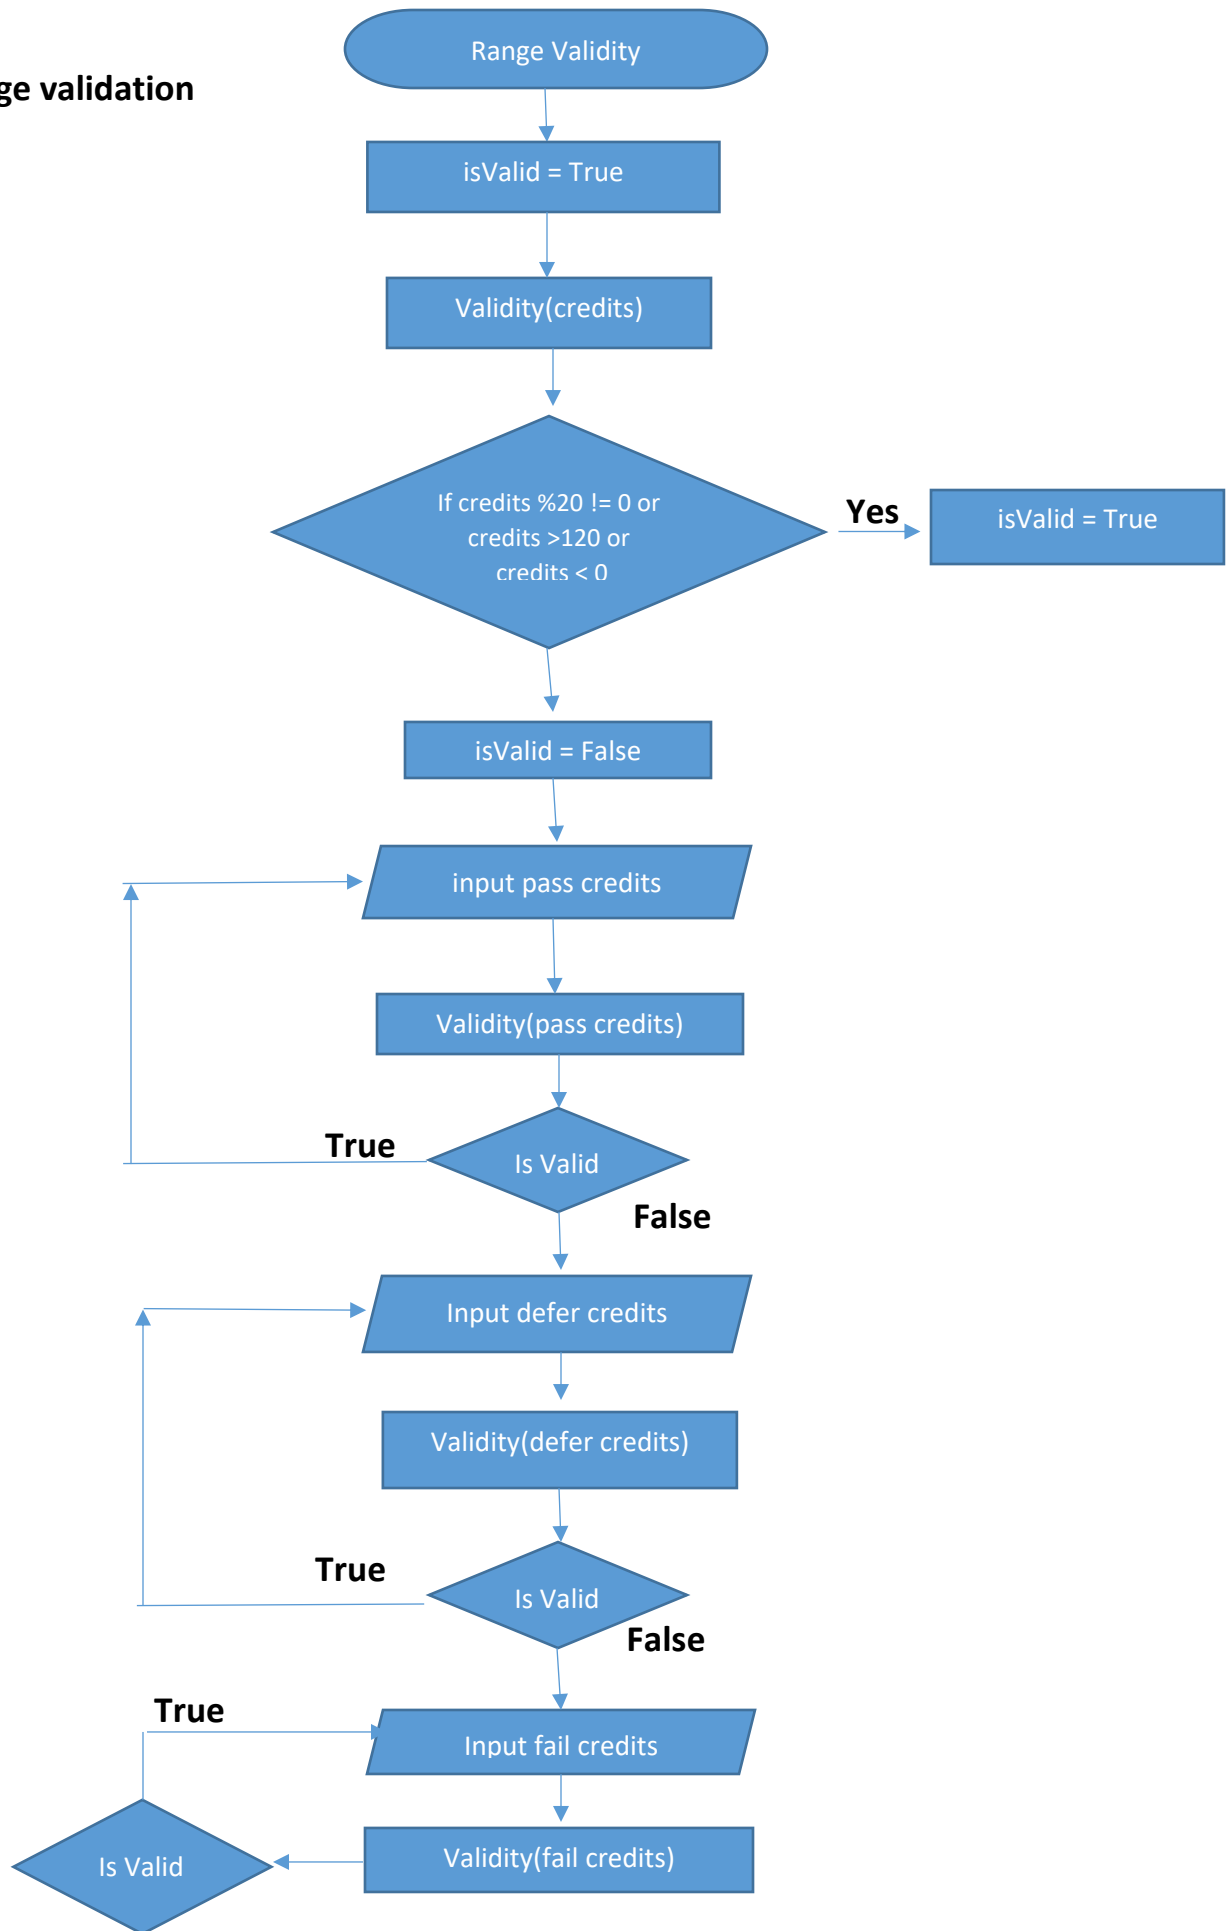 Range Validity
ge validation
isValid = True
Validity(credits)
If credits %20 != 0 or
credits >120 or
credits < 0
Yes
isValid = True
isValid = False
input pass credits
Validity(pass credits)
True
Is Valid
False
Input defer credits
Validity(defer credits)
True
Is Valid
False
True
Input fail credits
Is Valid
Validity(fail credits)